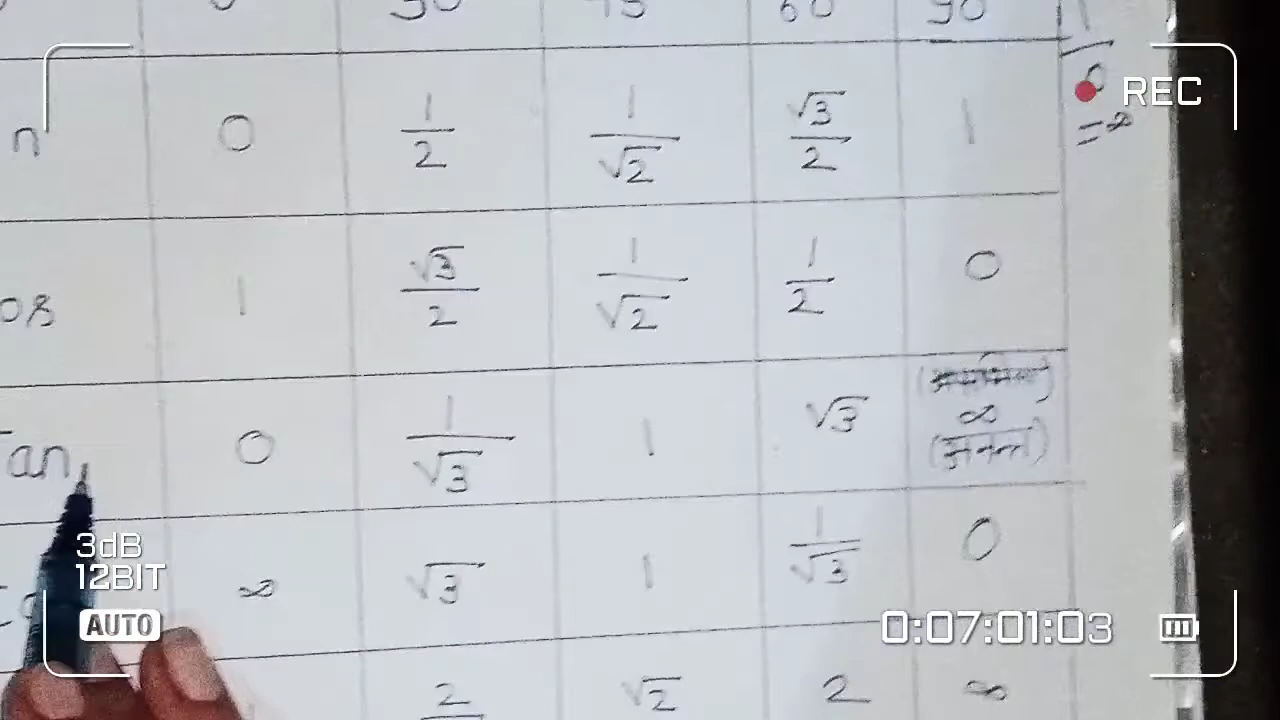 0 30 45 60 90
REC
n 0 1/2 1/√2 √3/2 1
os 1 √3/2 1/√2 1/2 0
Tan 0 1/√3 1 √3 ∞
(अनन्त)
∞ √3 1 1/√3 0
2 √2 2 ∞
1/0
=∞
3dB
12BIT
AUTO
0:07:01:03